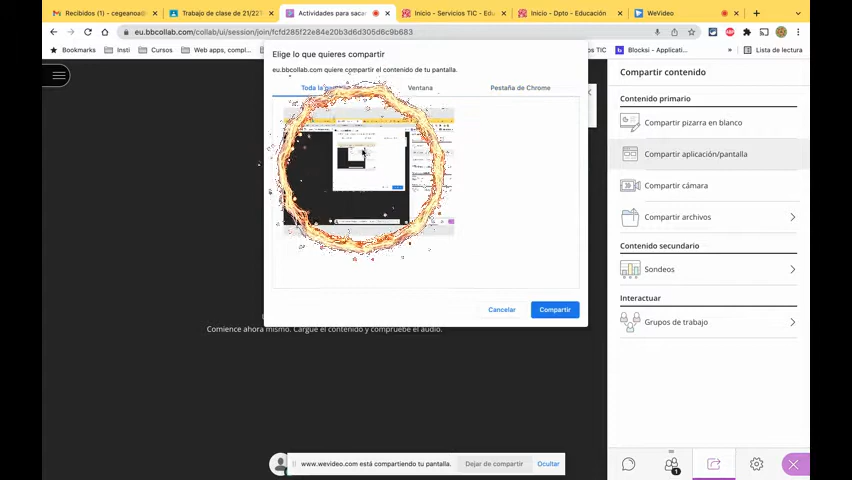 Recibidos (1) - cegeanoad
Trabajo de clase de 21/22
Actividades para saca
Inicio - Servicios TIC - Edu
Inicio - Dpto - Educación
WeVideo
eu.bbcollab.com/collab/ui/session/join/fcfd285f22e84e20b3d6d305d6c9b683
Bookmarks
Insti
Cursos
Web apps, compl...
TIC
Blocksi - Applicati...
Lista de lectura
Elige lo que quieres compartir
eu.bbcollab.com quiere compartir el contenido de tu pantalla.
Toda la
Ventana
Pestaña de Chrome
Cancelar
Compartir
Comience ahora mismo. Cargue el contenido y compruebe el audio.
www.wevideo.com está compartiendo tu pantalla.
Dejar de compartir
Ocultar
Compartir contenido
Contenido primario
Compartir pizarra en blanco
Compartir aplicación/pantalla
Compartir cámara
Compartir archivos
Contenido secundario
Sondeos
Interactuar
Grupos de trabajo
1